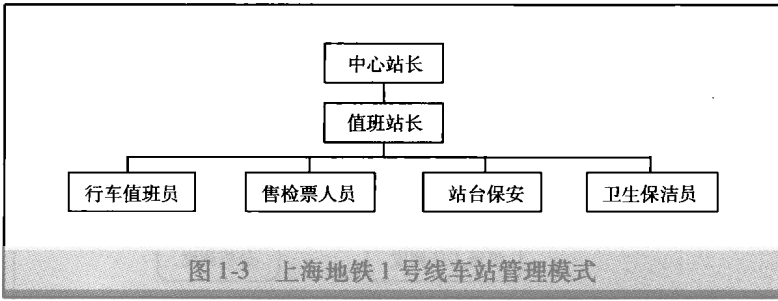 中心站长
值班站长
行车值班员 售检票人员 站台保安 卫生保洁员
图1-3 上海地铁1号线车站管理模式